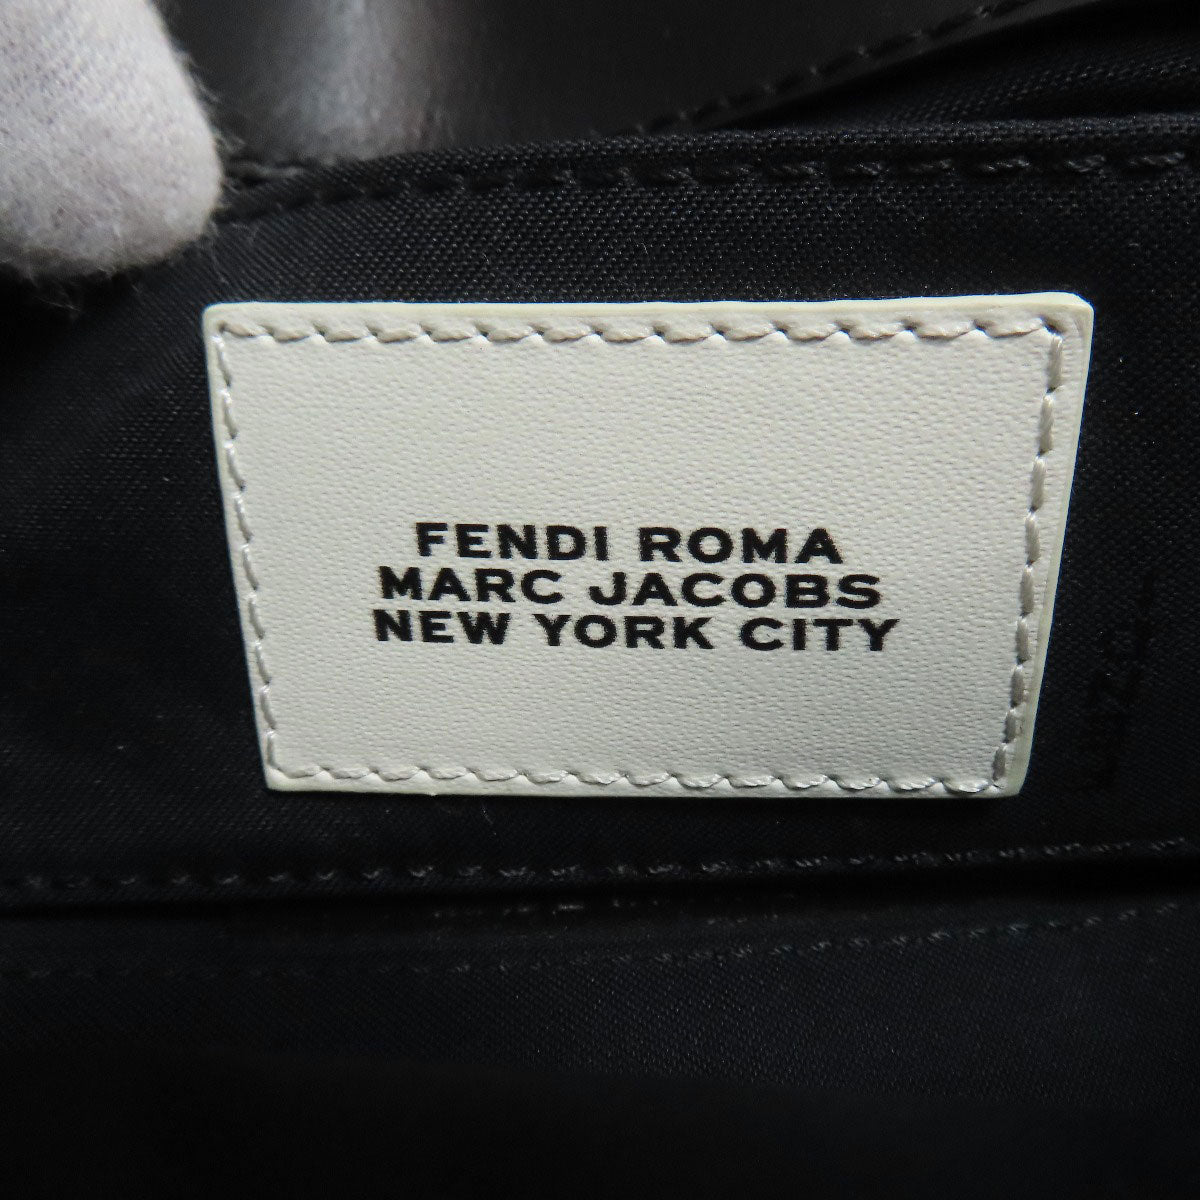 FENDI ROMA
MARC JACOBS
NEW YORK CITY